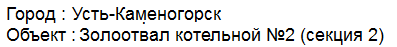 Город : Усть-Каменогорск
Объект : Золоотвал котельной №2 (секция 2)